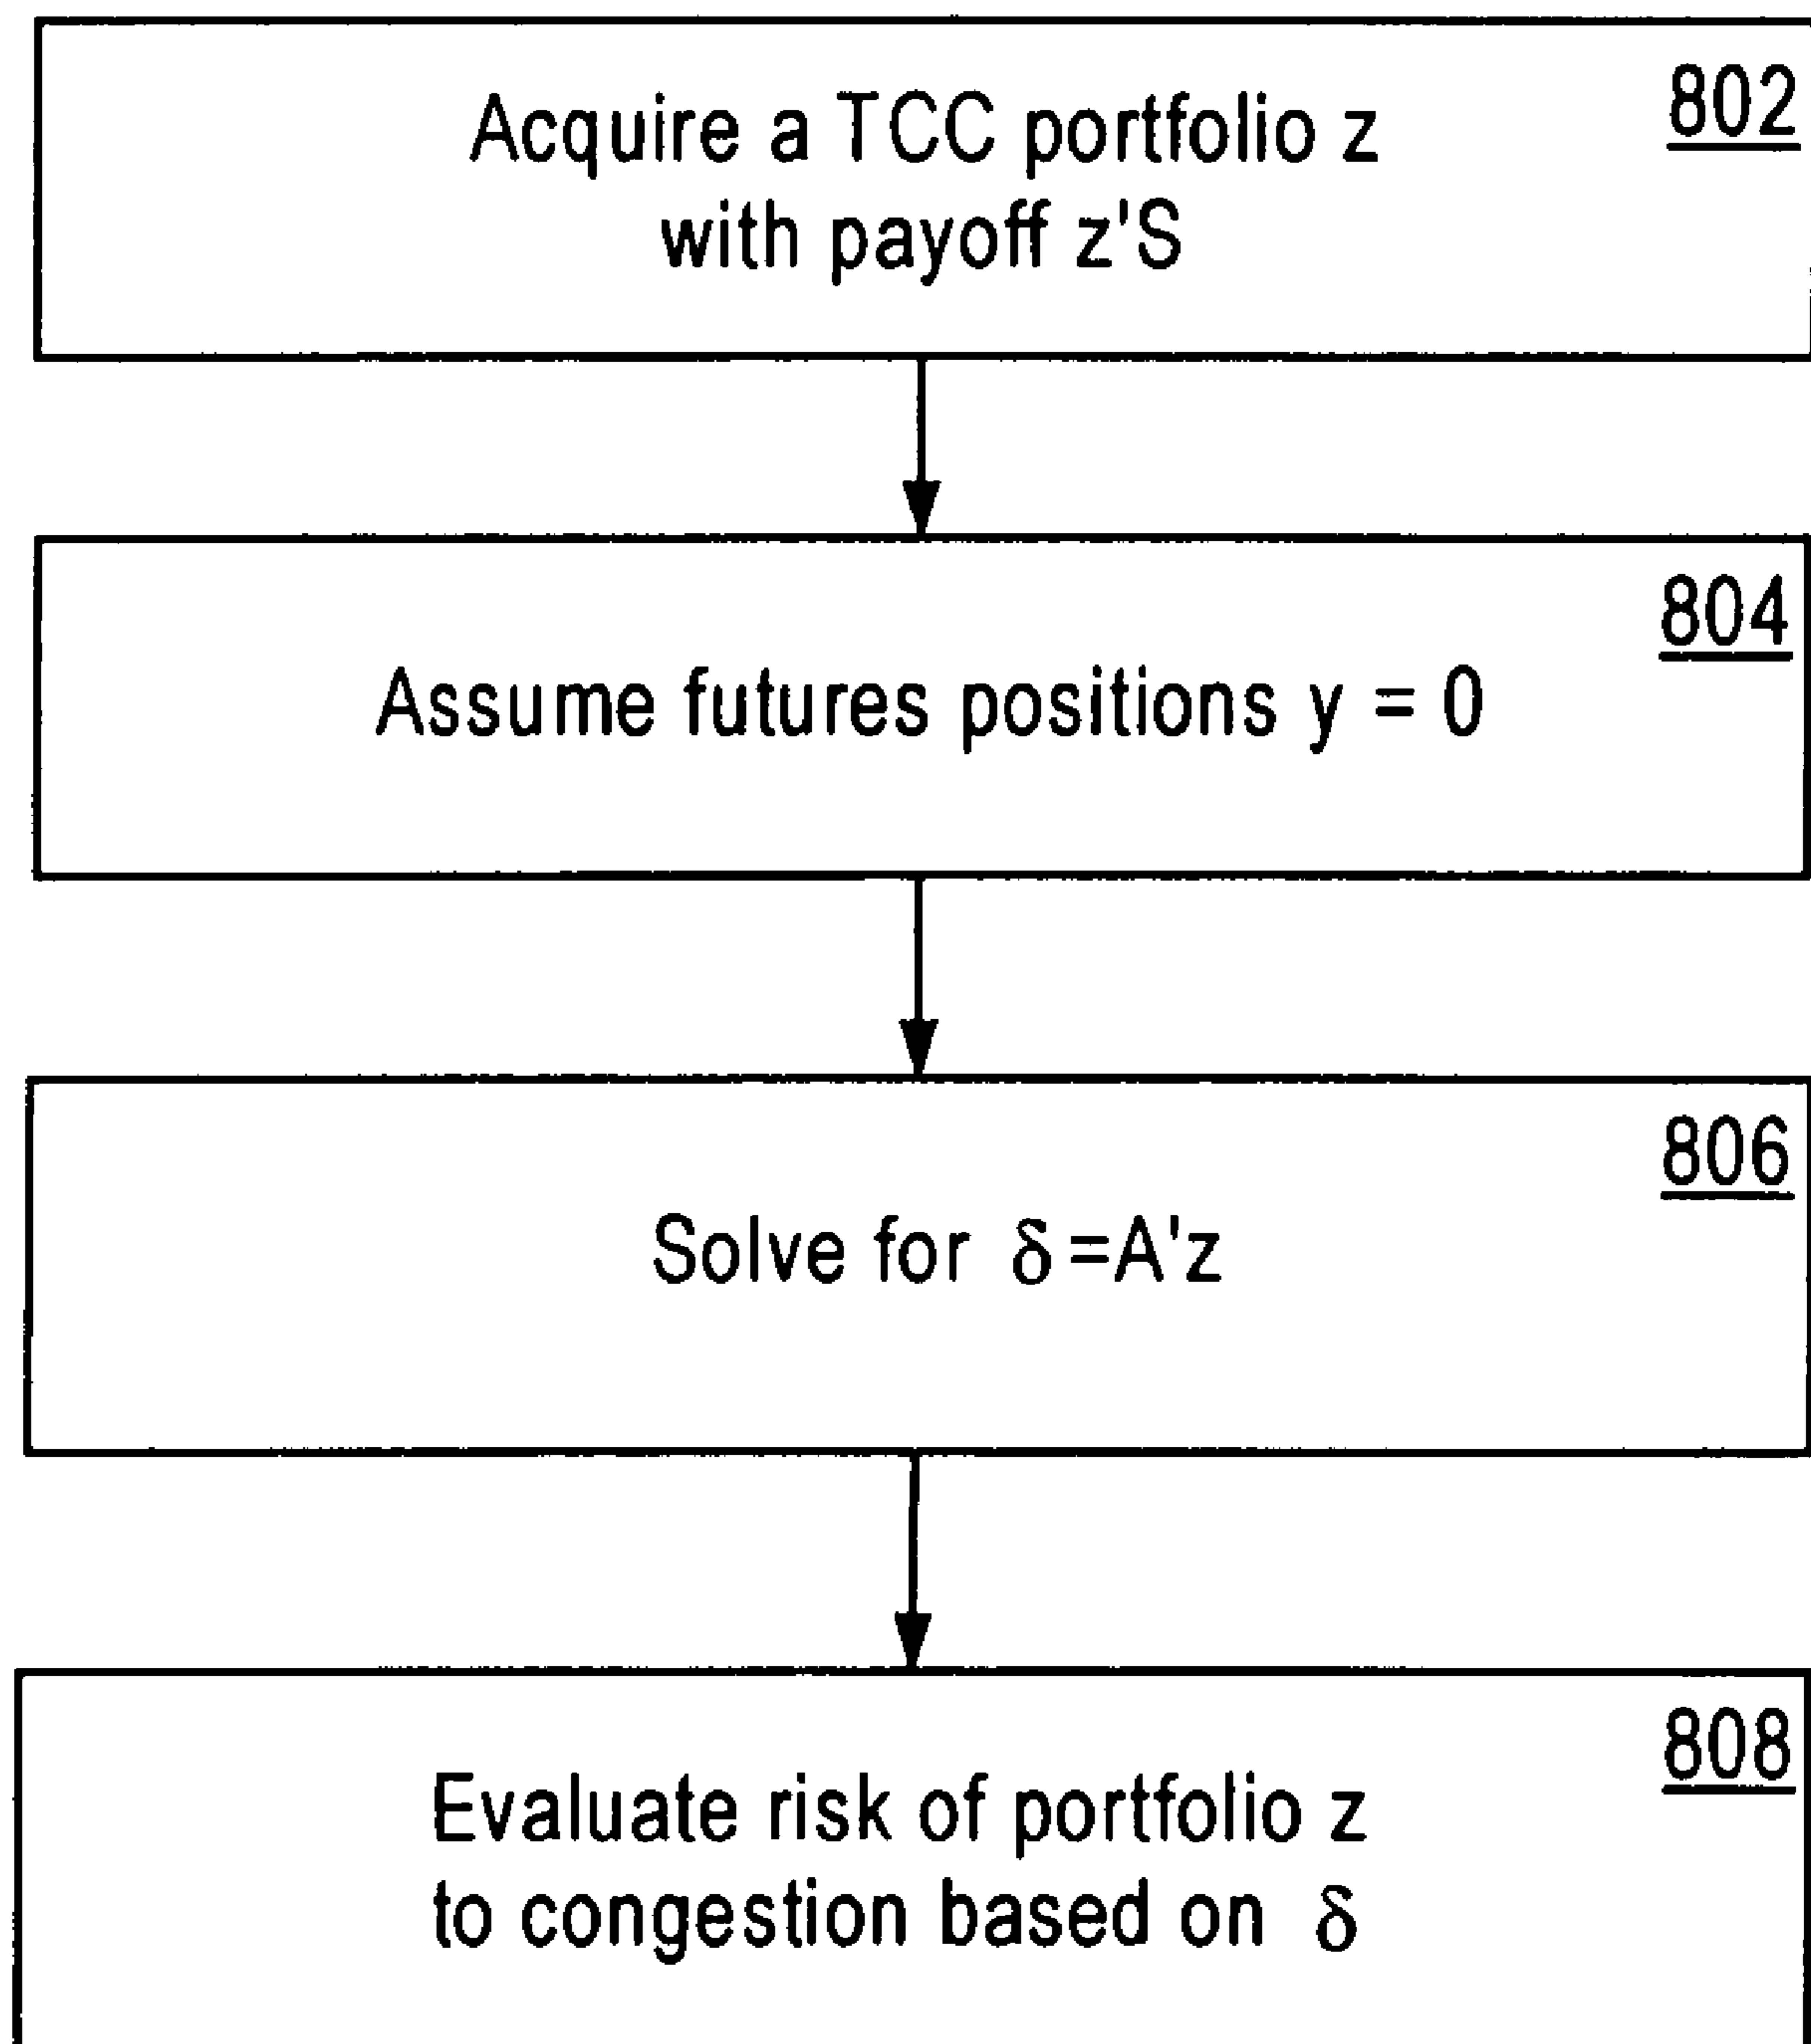 802
Acquire a TCC portfolio z
with payoff z'S
804
Assume futures positions y = 0
806
Solve for δ=A'z
808
Evaluate risk of portfolio z
to congestion based on δ